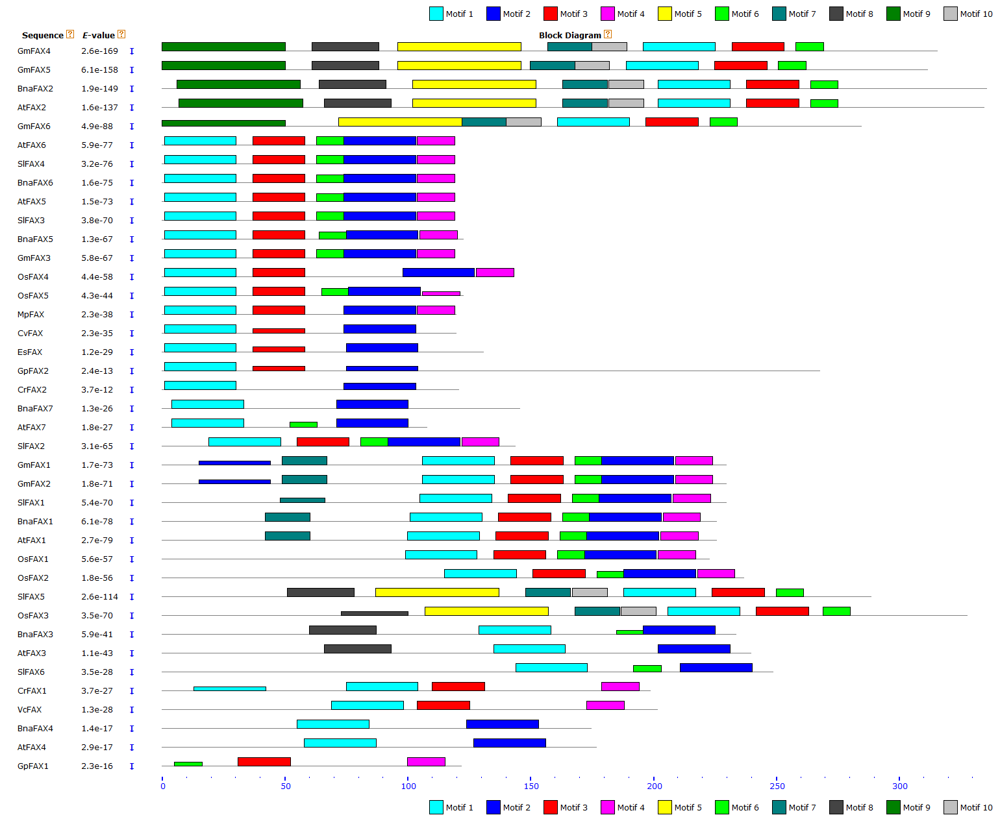 Motif 1 Motif 2 Motif 3 Motif 4 Motif 5 Motif 6 Motif 7 Motif 8 Motif 9 Motif 10
Sequence ? E-value ? Block Diagram ?
GmFAX4 2.6e-169
GmFAX5 6.1e-158
BnaFAX2 1.9e-149
AtFAX2 1.6e-137
GmFAX6 4.9e-88
AtFAX6 5.9e-77
SlFAX4 3.2e-76
BnaFAX6 1.6e-75
AtFAX5 1.5e-73
SlFAX3 3.8e-70
BnaFAX5 1.3e-67
GmFAX3 5.8e-67
OsFAX4 4.4e-58
OsFAX5 4.3e-44
MpFAX 2.3e-38
CvFAX 2.3e-35
EsFAX 1.2e-29
GpFAX2 2.4e-13
CrFAX2 3.7e-12
BnaFAX7 1.3e-26
AtFAX7 1.8e-27
SlFAX2 3.1e-65
GmFAX1 1.7e-73
GmFAX2 1.8e-71
SlFAX1 5.4e-70
BnaFAX1 6.1e-78
AtFAX1 2.7e-79
OsFAX1 5.6e-57
OsFAX2 1.8e-56
SlFAX5 2.6e-114
OsFAX3 3.5e-70
BnaFAX3 5.9e-41
AtFAX3 1.1e-43
SlFAX6 3.5e-28
CrFAX1 3.7e-27
VcFAX 1.3e-28
BnaFAX4 1.4e-17
AtFAX4 2.9e-17
GpFAX1 2.3e-16
0 50 100 150 200 250 300
Motif 1 Motif 2 Motif 3 Motif 4 Motif 5 Motif 6 Motif 7 Motif 8 Motif 9 Motif 10